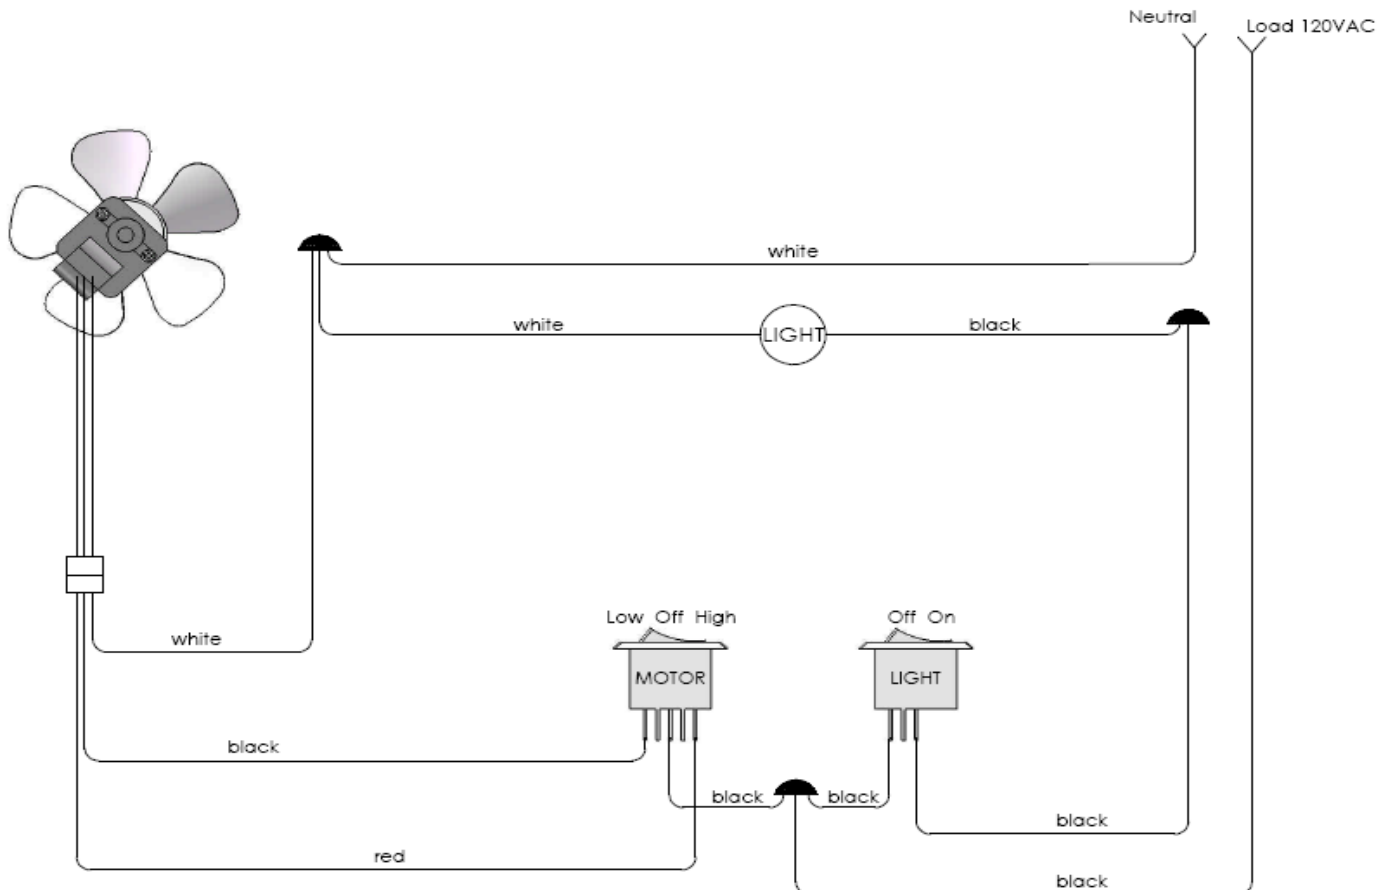 Neutral
Load 120VAC
white
white
LIGHT
black
white
Low Off High
Off On
MOTOR
LIGHT
black
black
black
black
red
black